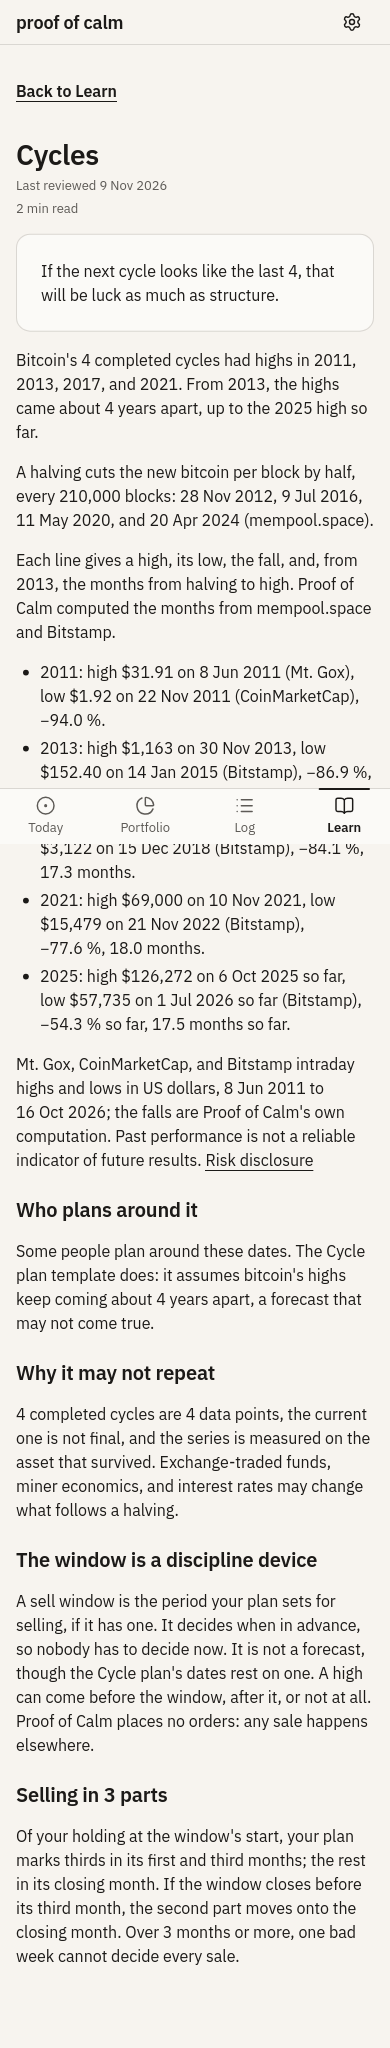 proof of calm
Back to Learn
Cycles
Last reviewed 9 Nov 2026
2 min read
If the next cycle looks like the last 4, that
will be luck as much as structure.
Bitcoin's 4 completed cycles had highs in 2011,
2013, 2017, and 2021. From 2013, the highs
came about 4 years apart, up to the 2025 high so
far.
A halving cuts the new bitcoin per block by half,
every 210,000 blocks: 28 Nov 2012, 9 Jul 2016,
11 May 2020, and 20 Apr 2024 (mempool.space).
Each line gives a high, its low, the fall, and, from
2013, the months from halving to high. Proof of
Calm computed the months from mempool.space
and Bitstamp.
• 2011: high $31.91 on 8 Jun 2011 (Mt. Gox),
low $1.92 on 22 Nov 2011 (CoinMarketCap),
−94.0 %.
• 2013: high $1,163 on 30 Nov 2013, low
$152.40 on 14 Jan 2015 (Bitstamp), −86.9 %,
Today
Portfolio
Log
Learn
$3,122 on 15 Dec 2018 (Bitstamp), −84.1 %,
17.3 months.
• 2021: high $69,000 on 10 Nov 2021, low
$15,479 on 21 Nov 2022 (Bitstamp),
−77.6 %, 18.0 months.
• 2025: high $126,272 on 6 Oct 2025 so far,
low $57,735 on 1 Jul 2026 so far (Bitstamp),
−54.3 % so far, 17.5 months so far.
Mt. Gox, CoinMarketCap, and Bitstamp intraday
highs and lows in US dollars, 8 Jun 2011 to
16 Oct 2026; the falls are Proof of Calm's own
computation. Past performance is not a reliable
indicator of future results. Risk disclosure
Who plans around it
Some people plan around these dates. The Cycle
plan template does: it assumes bitcoin's highs
keep coming about 4 years apart, a forecast that
may not come true.
Why it may not repeat
4 completed cycles are 4 data points, the current
one is not final, and the series is measured on the
asset that survived. Exchange-traded funds,
miner economics, and interest rates may change
what follows a halving.
The window is a discipline device
A sell window is the period your plan sets for
selling, if it has one. It decides when in advance,
so nobody has to decide now. It is not a forecast,
though the Cycle plan's dates rest on one. A high
can come before the window, after it, or not at all.
Proof of Calm places no orders: any sale happens
elsewhere.
Selling in 3 parts
Of your holding at the window's start, your plan
marks thirds in its first and third months; the rest
in its closing month. If the window closes before
its third month, the second part moves onto the
closing month. Over 3 months or more, one bad
week cannot decide every sale.